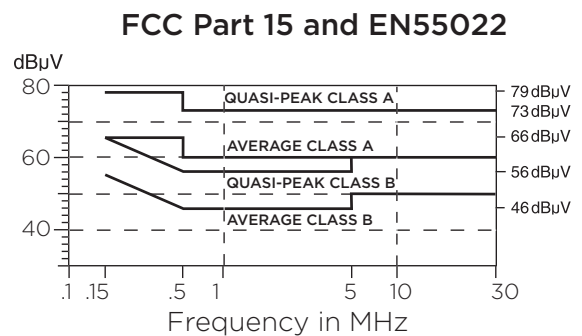 FCC Part 15 and EN55022
dBµV
80
60
40
QUASI-PEAK CLASS A
AVERAGE CLASS A
QUASI-PEAK CLASS B
AVERAGE CLASS B
79dBµV
73dBµV
66dBµV
56dBµV
46dBµV
.1 .15 .5 1 5 10 30
Frequency in MHz